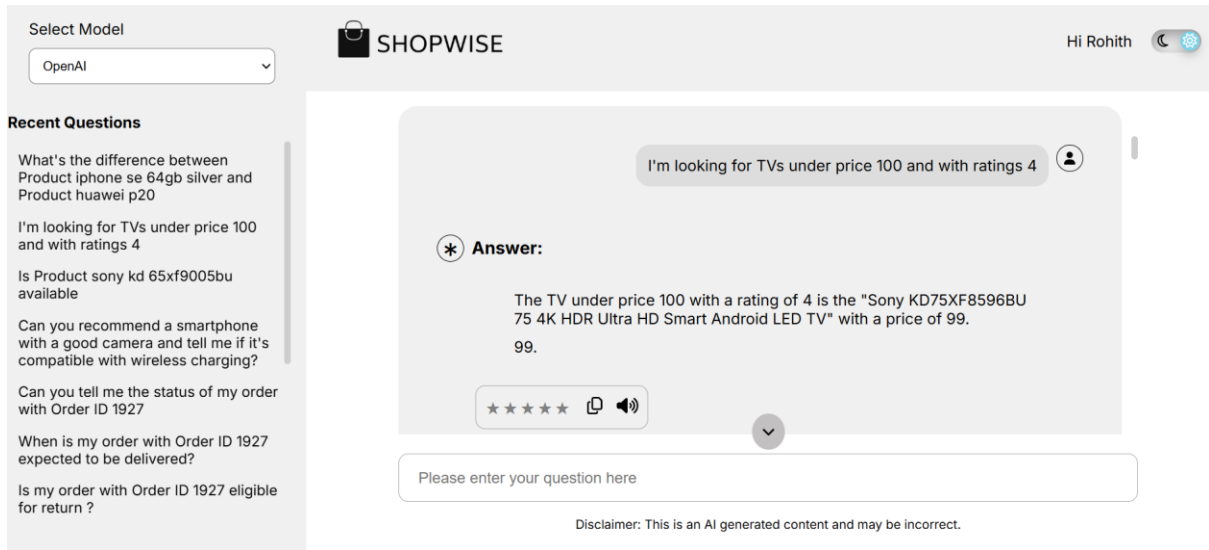 Select Model
OpenAI
Recent Questions
What's the difference between
Product iphone se 64gb silver and
Product huawei p20
I'm looking for TVs under price 100
and with ratings 4
Is Product sony kd 65xf9005bu
available
Can you recommend a smartphone
with a good camera and tell me if it's
compatible with wireless charging?
Can you tell me the status of my order
with Order ID 1927
When is my order with Order ID 1927
expected to be delivered?
Is my order with Order ID 1927 eligible
for return ?
SHOPWISE
Hi Rohith
I'm looking for TVs under price 100 and with ratings 4
Answer:
The TV under price 100 with a rating of 4 is the "Sony KD75XF8596BU
75 4K HDR Ultra HD Smart Android LED TV" with a price of 99.
99.
Please enter your question here
Disclaimer: This is an AI generated content and may be incorrect.